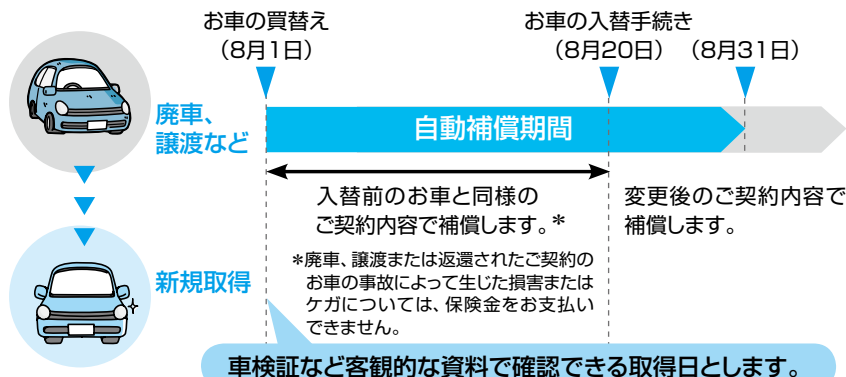 お車の買替え
（8月1日）
お車の入替手続き
（8月20日）
（8月31日）
廃車、
譲渡など
自動補償期間
入替前のお車と同様の
ご契約内容で補償します。＊
変更後のご契約内容で
補償します。
＊廃車、譲渡または返還されたご契約の
お車の事故によって生じた損害または
ケガについては、保険金をお支払い
できません。
新規取得
車検証など客観的な資料で確認できる取得日とします。